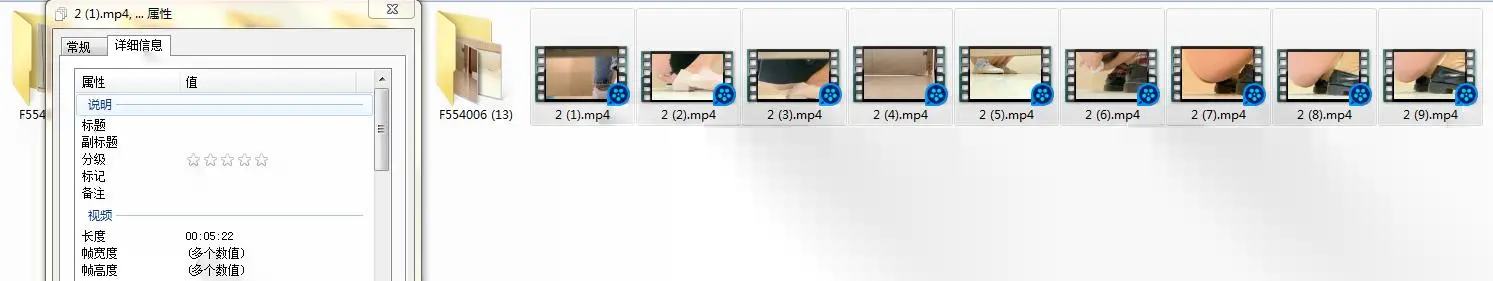 2 (1).mp4, ... 属性
常规
详细信息
属性
值
说明
标题
副标题
分级
标记
备注
视频
长度
00:05:22
帧宽度
(多个数值)
帧高度
(多个数值)
F554
F554006 (13)
2 (1).mp4
2 (2).mp4
2 (3).mp4
2 (4).mp4
2 (5).mp4
2 (6).mp4
2 (7).mp4
2 (8).mp4
2 (9).mp4